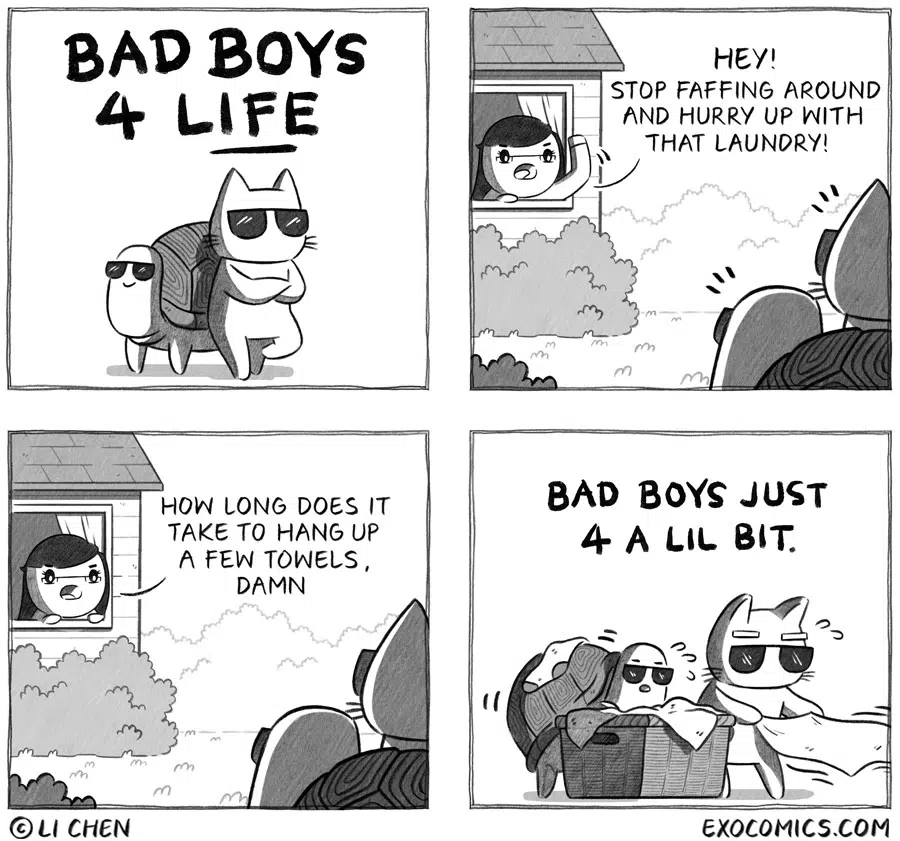 BAD BOYS
4 LIFE
HEY!
STOP FAFFING AROUND
AND HURRY UP WITH
THAT LAUNDRY!
HOW LONG DOES IT
TAKE TO HANG UP
A FEW TOWELS,
DAMN
BAD BOYS JUST
4 A LIL BIT.
© LI CHEN
EXOCOMICS.COM